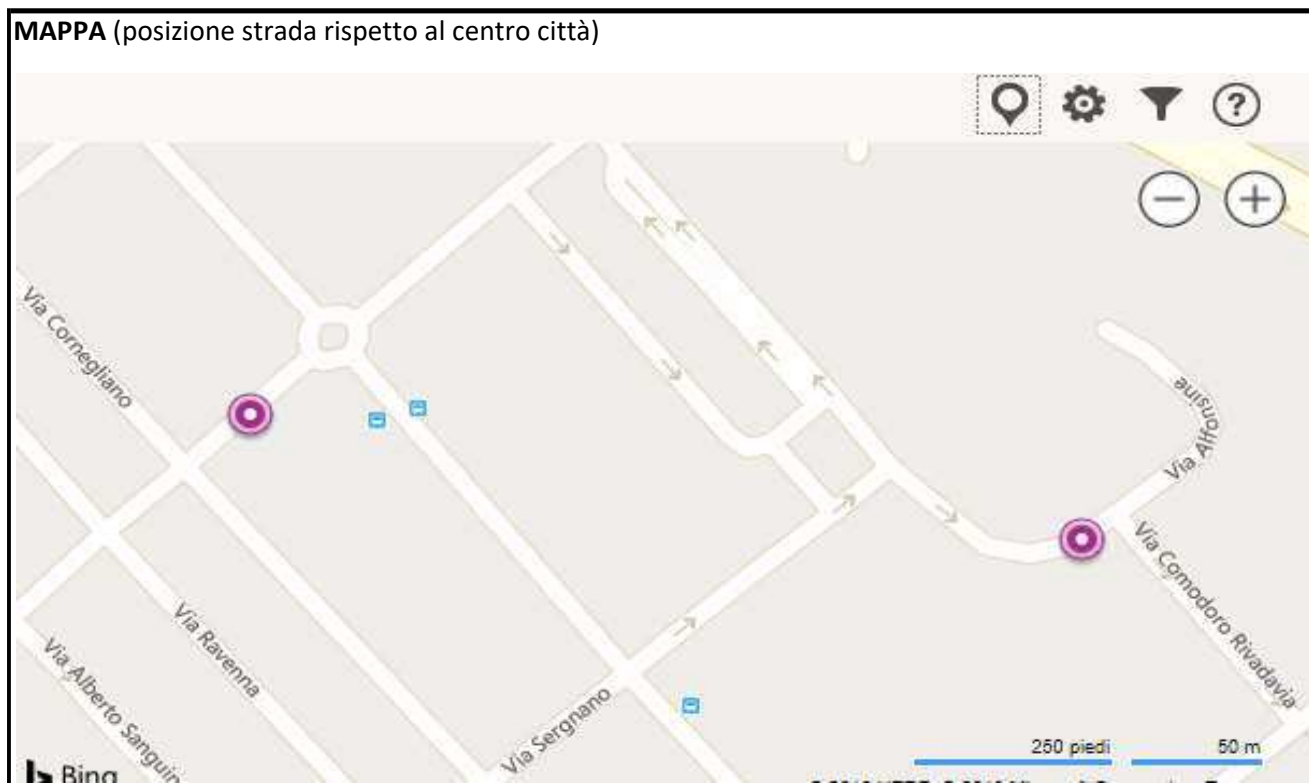 MAPPA (posizione strada rispetto al centro città)
?
Via Cornegliano
Via Alfonsine
Via Comodoro Rivadavia
Via Ravenna
Via Alberto Sanguin
Via Sergnano
250 piedi 50 m
Bing